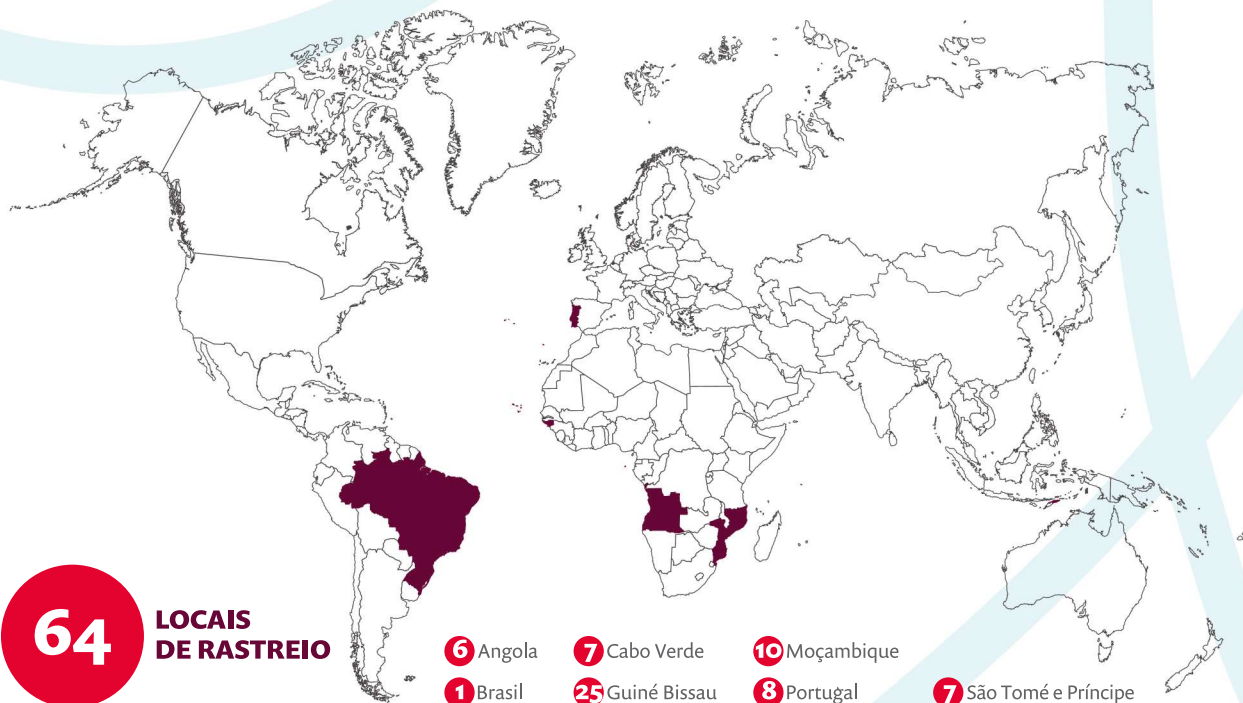 64 LOCAIS
DE RASTREIO
6 Angola 7 Cabo Verde 10 Moçambique
1 Brasil 25 Guiné Bissau 8 Portugal 7 São Tomé e Príncipe